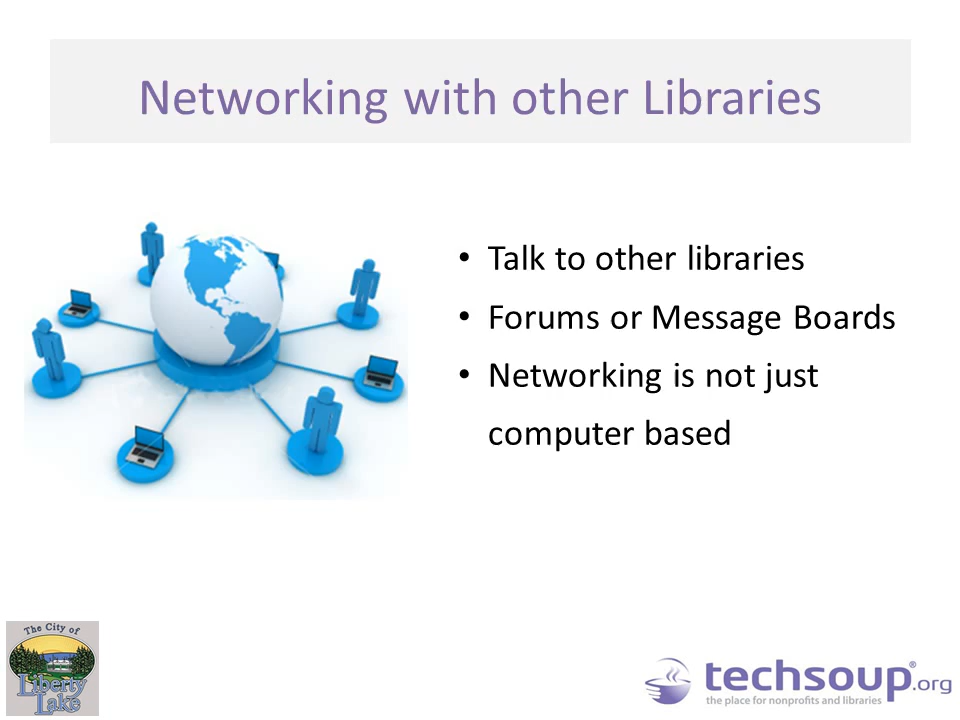 Networking with other Libraries
• Talk to other libraries
• Forums or Message Boards
• Networking is not just
computer based
The City of
Liberty
Lake
techsoup®.org
the place for nonprofits and libraries